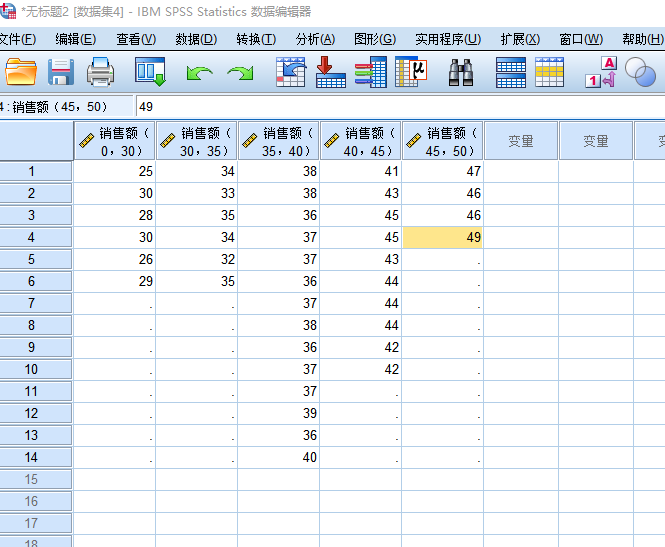 *无标题2 [数据集4] - IBM SPSS Statistics 数据编辑器
文件(F) 编辑(E) 查看(V) 数据(D) 转换(T) 分析(A) 图形(G) 实用程序(U) 扩展(X) 窗口(W) 帮助(H)
μ A 1
4 : 销售额（45，50） 49
销售额（0，30） 销售额（30，35） 销售额（35，40） 销售额（40，45） 销售额（45，50） 变量 变量
1 25 34 38 41 47
2 30 33 38 43 46
3 28 35 36 45 46
4 30 34 37 45 49
5 26 32 37 43 .
6 29 35 36 44 .
7 . . 37 44 .
8 . . 38 44 .
9 . . 36 42 .
10 . . 37 42 .
11 . . 37 . .
12 . . 39 . .
13 . . 36 . .
14 . . 40 . .
15
16
17
18